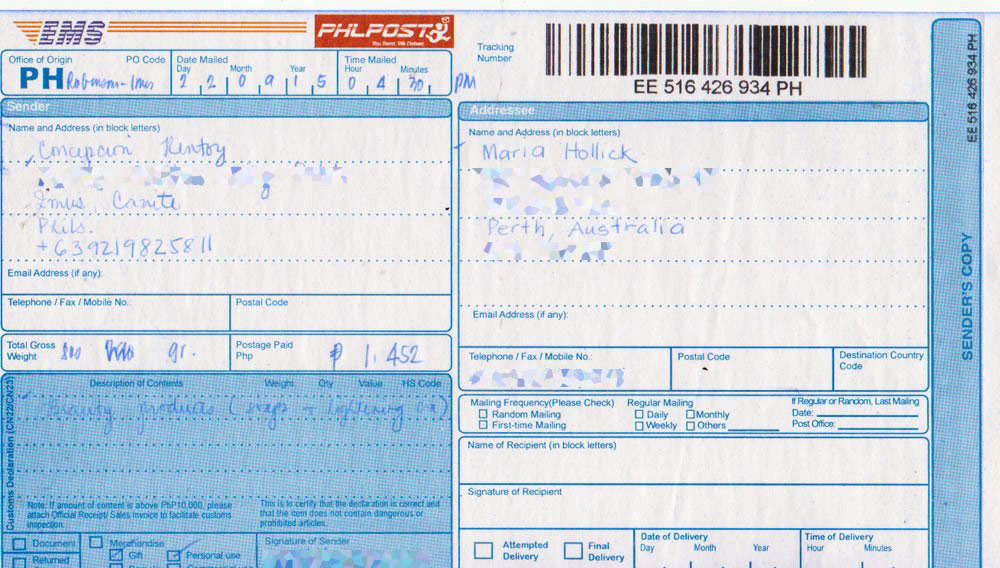 EMS
PHLPOST
You Send, We Deliver.
Office of Origin PO Code
PH Robinson-Imus
Date Mailed
Day Month Year
2 2 0 9 1 5
Time Mailed
Hour Minutes
0 4 30 PM
Tracking
Number
EE 516 426 934 PH
Sender
Name and Address (in block letters)
Imus, Cavite
Phils.
+639219825811
Email Address (if any):
Telephone / Fax / Mobile No.:
Postal Code
Total Gross
Weight gr.
Postage Paid
Php ₱ 1,452
Description of Contents Weight Qty Value HS Code
Beauty products (soaps +
Customs Declaration (CN22/CN23)
Note: If amount of content is above PhP10,000, please
attach Official Receipt/ Sales Invoice to facilitate customs
inspection.
This is to certify that the declaration is correct and
that the item does not contain dangerous or
prohibited articles.
Document
Merchandise
Gift
Personal use
Returned
Signature of Sender
Addressee
Name and Address (in block letters)
Maria Hollick
Perth, Australia
Email Address (if any):
Telephone / Fax / Mobile No.:
Postal Code
Destination Country
Code
Mailing Frequency(Please Check)
Random Mailing
First-time Mailing
Regular Mailing
Daily Monthly
Weekly Others
If Regular or Random, Last Mailing
Date:
Post Office:
Name of Recipient (in block letters)
Signature of Recipient
Attempted
Delivery
Final
Delivery
Date of Delivery
Day Month Year
Time of Delivery
Hour Minutes
EE 516 426 934 PH
SENDER'S COPY